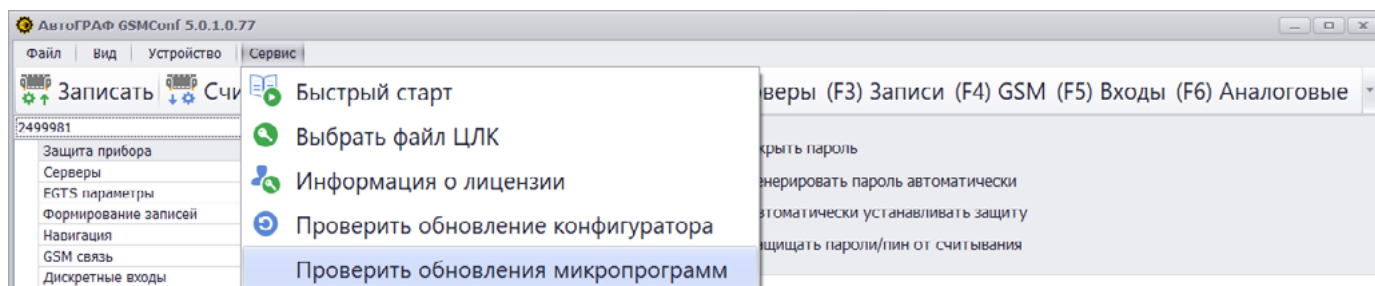 АвтоГРАФ GSMConf 5.0.1.0.77
Файл Вид Устройство Сервис
Записать Счи веры (F3) Записи (F4) GSM (F5) Входы (F6) Аналоговые
2499981
Защита прибора
Серверы
EGTS параметры
Формирование записей
Навигация
GSM связь
Дискретные входы
Быстрый старт
Выбрать файл ЦЛК
Информация о лицензии
Проверить обновление конфигуратора
Проверить обновления микропрограмм
крыть пароль
енерировать пароль автоматически
втоматически устанавливать защиту
ащищать пароли/пин от считывания